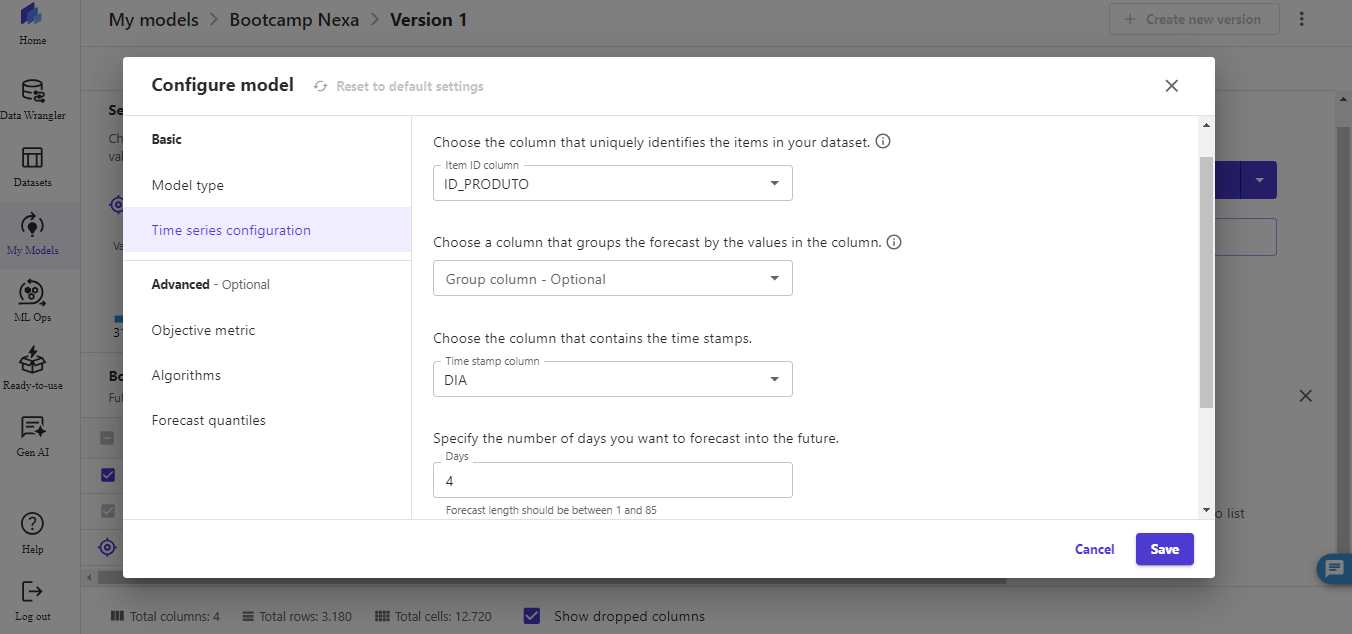 My models > Bootcamp Nexa > Version 1
+ Create new version
Home
Data Wrangler
Datasets
My Models
ML Ops
Ready-to-use
Gen AI
Help
Log out
Configure model
Reset to default settings
Basic
Model type
Time series configuration
Advanced - Optional
Objective metric
Algorithms
Forecast quantiles
Choose the column that uniquely identifies the items in your dataset.
Item ID column
ID_PRODUTO
Choose a column that groups the forecast by the values in the column.
Group column - Optional
Choose the column that contains the time stamps.
Time stamp column
DIA
Specify the number of days you want to forecast into the future.
Days
4
Forecast length should be between 1 and 85
Cancel
Save
Total columns: 4
Total rows: 3.180
Total cells: 12.720
Show dropped columns
Se
Ch
Va
Bo
Ful
o list